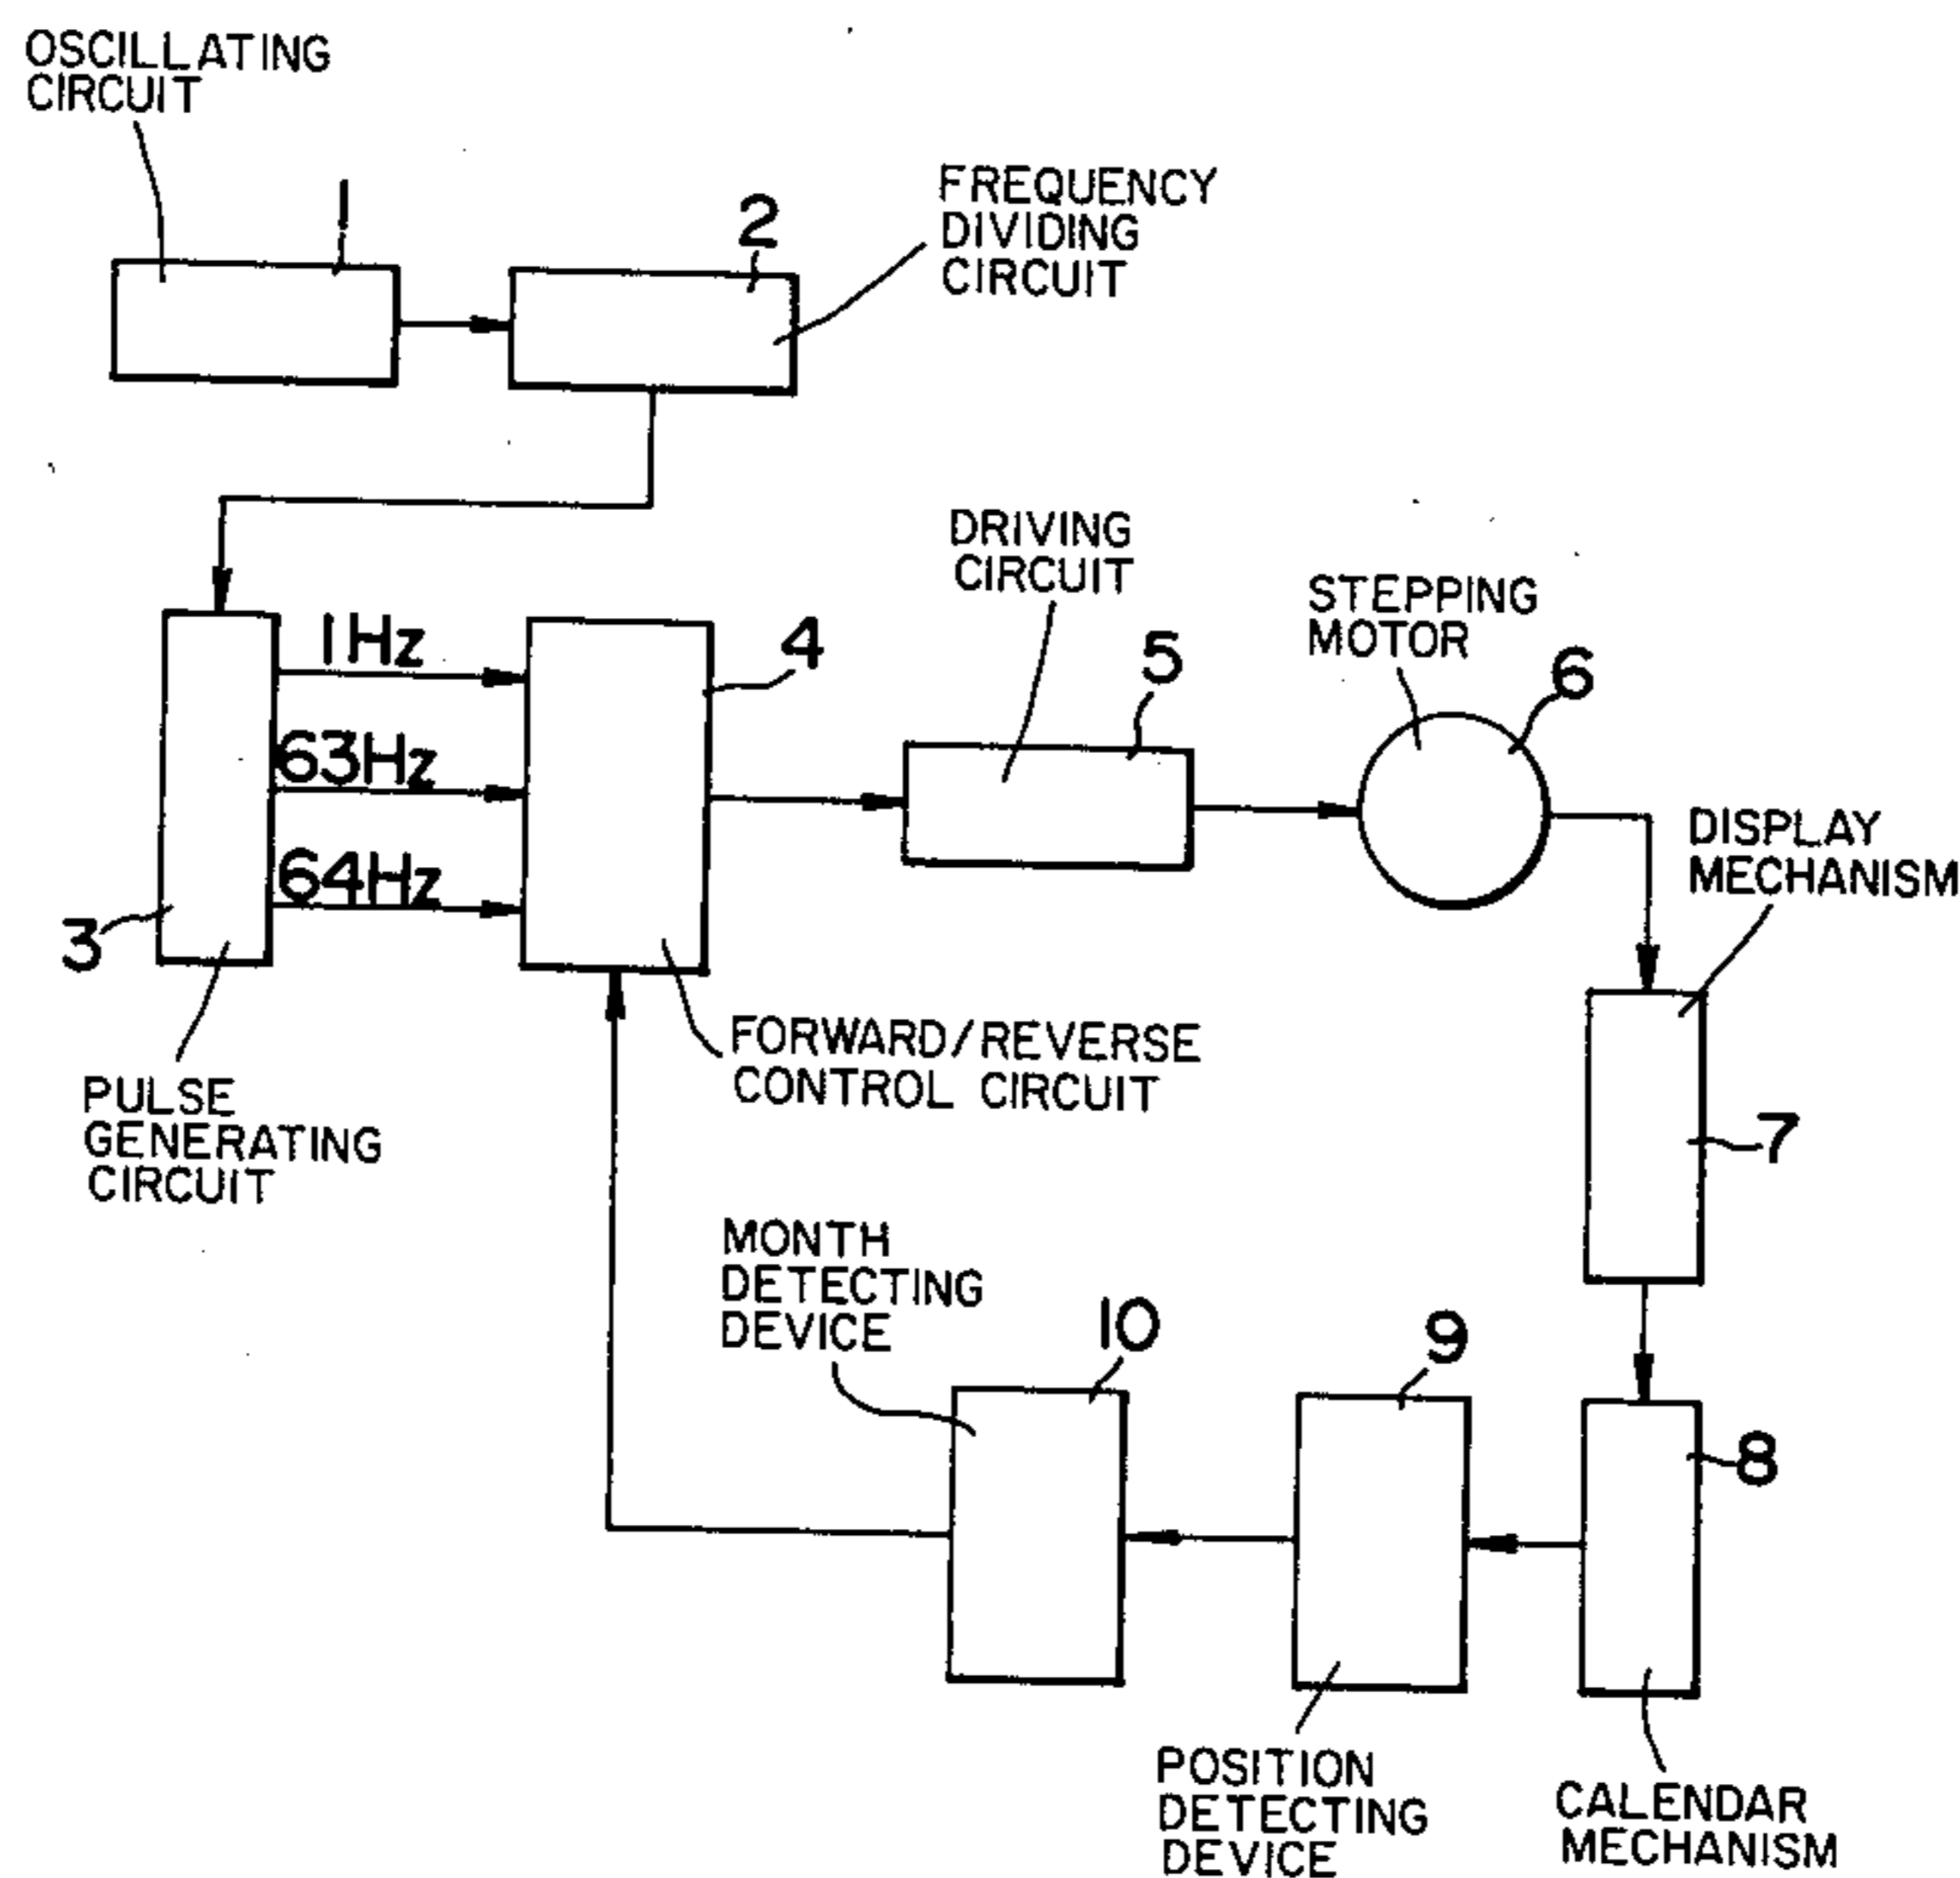 OSCILLATING
CIRCUIT
1
2
FREQUENCY
DIVIDING
CIRCUIT
DRIVING
CIRCUIT
STEPPING
MOTOR
1Hz
4
5
6
63Hz
64Hz
3
DISPLAY
MECHANISM
FORWARD/REVERSE
CONTROL CIRCUIT
PULSE
GENERATING
CIRCUIT
7
MONTH
DETECTING
DEVICE
10
9
8
POSITION
DETECTING
DEVICE
CALENDAR
MECHANISM